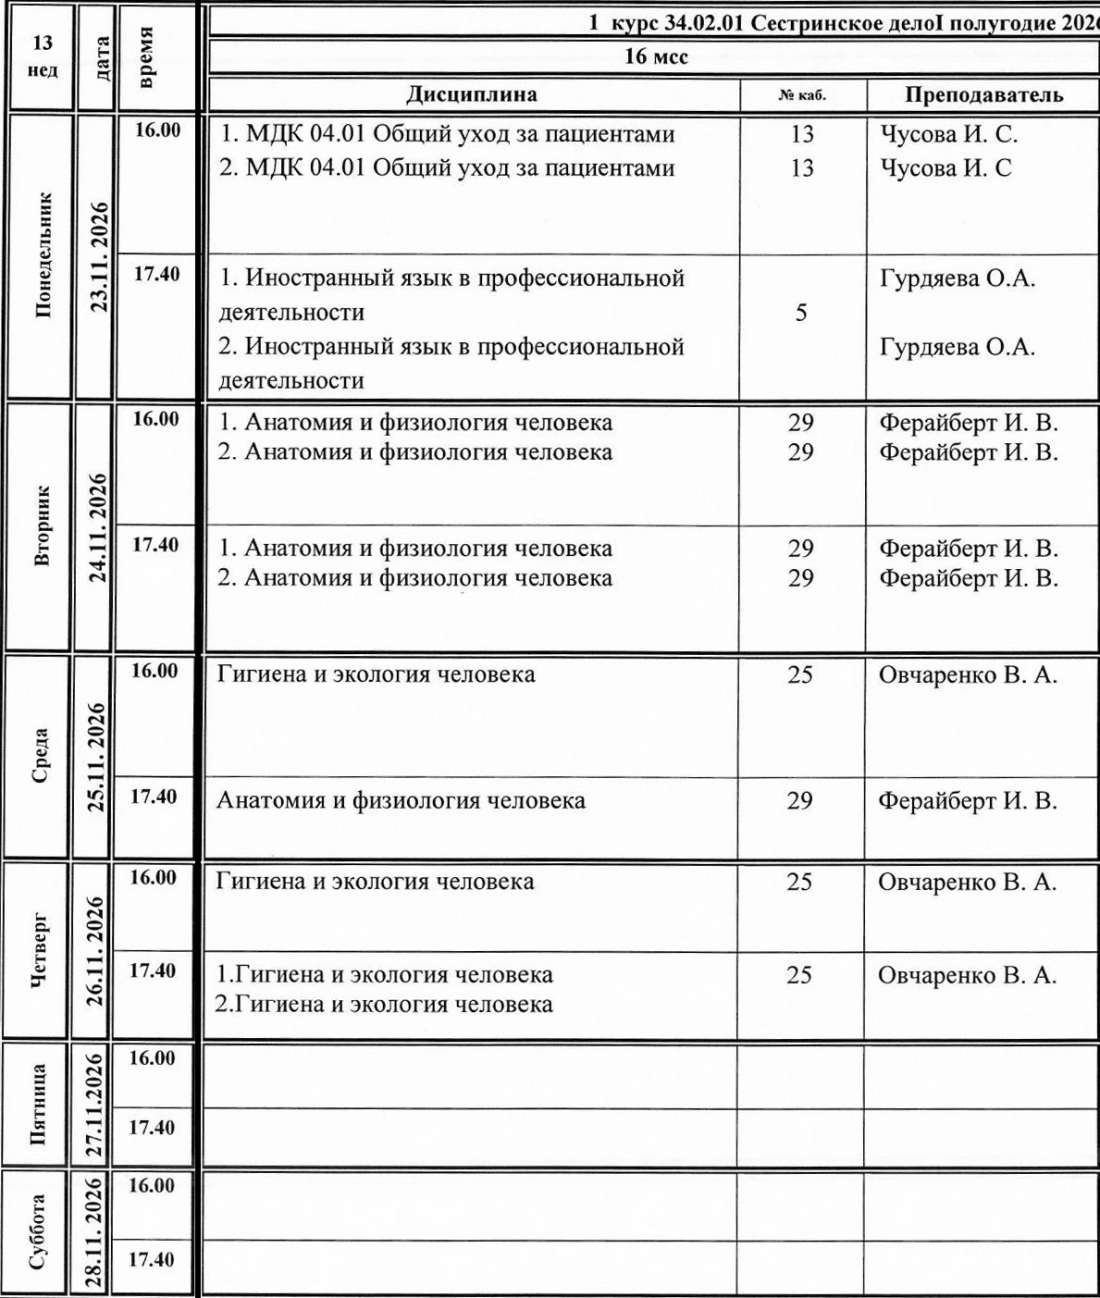 13
нед
дата
время
1 курс 34.02.01 Сестринское делоI полугодие 2026
16 мсс
Дисциплина № каб. Преподаватель
Понедельник
23.11. 2026
16.00 1. МДК 04.01 Общий уход за пациентами 13 Чусова И. С.
2. МДК 04.01 Общий уход за пациентами 13 Чусова И. С
17.40 1. Иностранный язык в профессиональной Гурдяева О.А.
деятельности 5
2. Иностранный язык в профессиональной Гурдяева О.А.
деятельности
Вторник
24.11. 2026
16.00 1. Анатомия и физиология человека 29 Ферайберт И. В.
2. Анатомия и физиология человека 29 Ферайберт И. В.
17.40 1. Анатомия и физиология человека 29 Ферайберт И. В.
2. Анатомия и физиология человека 29 Ферайберт И. В.
Среда
25.11. 2026
16.00 Гигиена и экология человека 25 Овчаренко В. А.
17.40 Анатомия и физиология человека 29 Ферайберт И. В.
Четверг
26.11. 2026
16.00 Гигиена и экология человека 25 Овчаренко В. А.
17.40 1.Гигиена и экология человека 25 Овчаренко В. А.
2.Гигиена и экология человека
Пятница
27.11.2026
16.00
17.40
Суббота
28.11. 2026
16.00
17.40